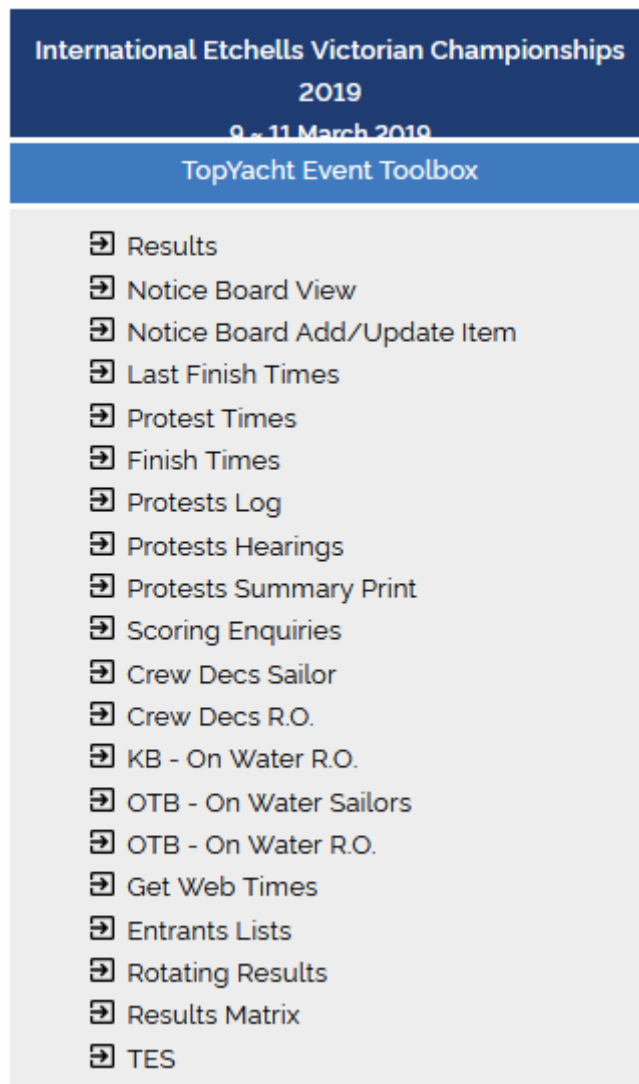 International Etchells Victorian Championships
2019
9 ~ 11 March 2019
TopYacht Event Toolbox
Results
Notice Board View
Notice Board Add/Update Item
Last Finish Times
Protest Times
Finish Times
Protests Log
Protests Hearings
Protests Summary Print
Scoring Enquiries
Crew Decs Sailor
Crew Decs R.O.
KB - On Water R.O.
OTB - On Water Sailors
OTB - On Water R.O.
Get Web Times
Entrants Lists
Rotating Results
Results Matrix
TES